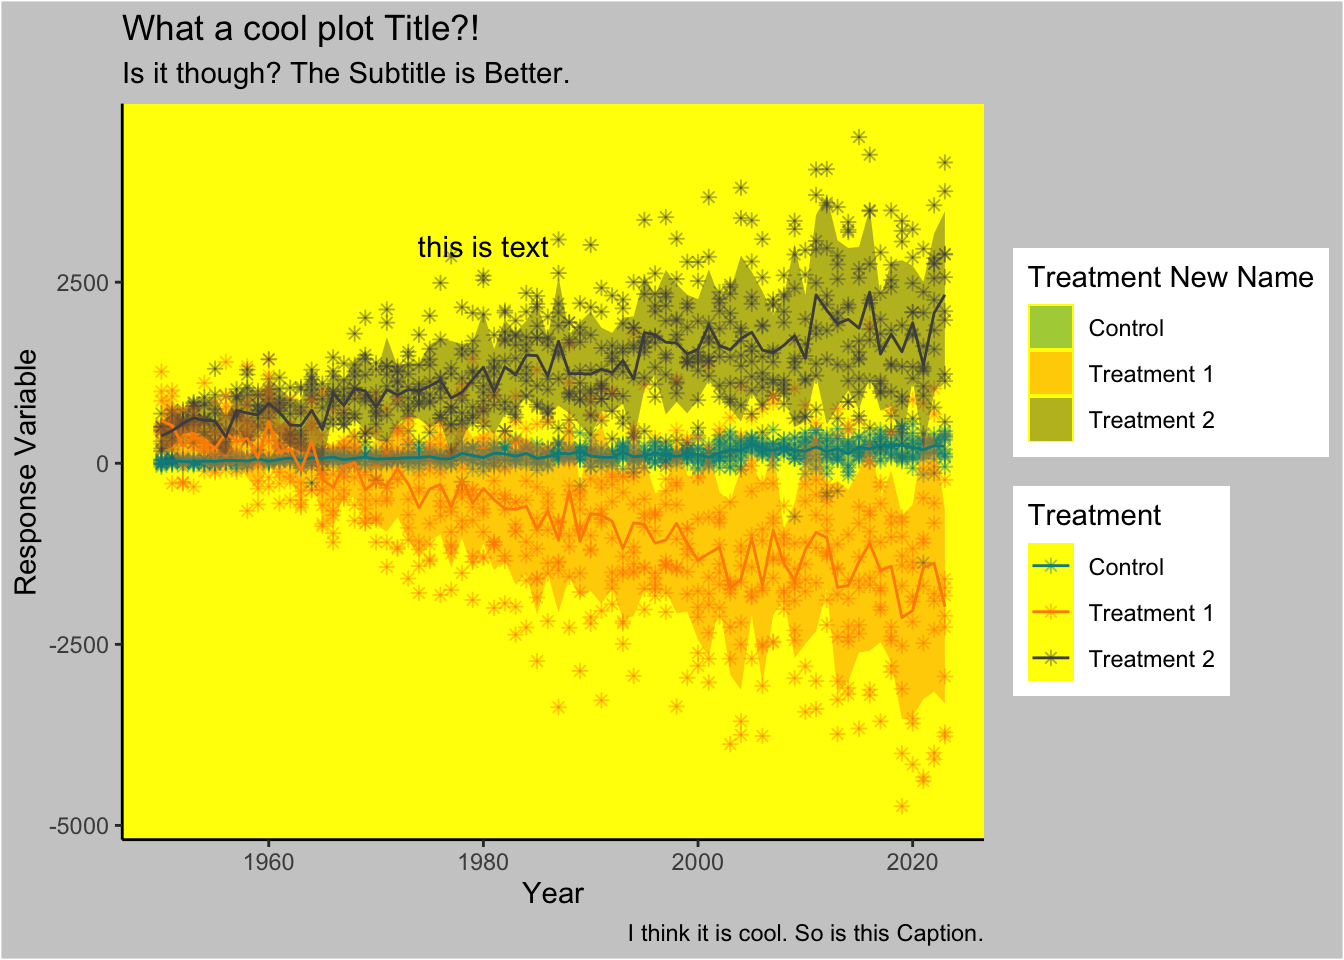 What a cool plot Title?!
Is it though? The Subtitle is Better.
this is text
2500
0
-2500
-5000
Response Variable
1960
1980
2000
2020
Year
I think it is cool. So is this Caption.
Treatment New Name
Control
Treatment 1
Treatment 2
Treatment
Control
Treatment 1
Treatment 2